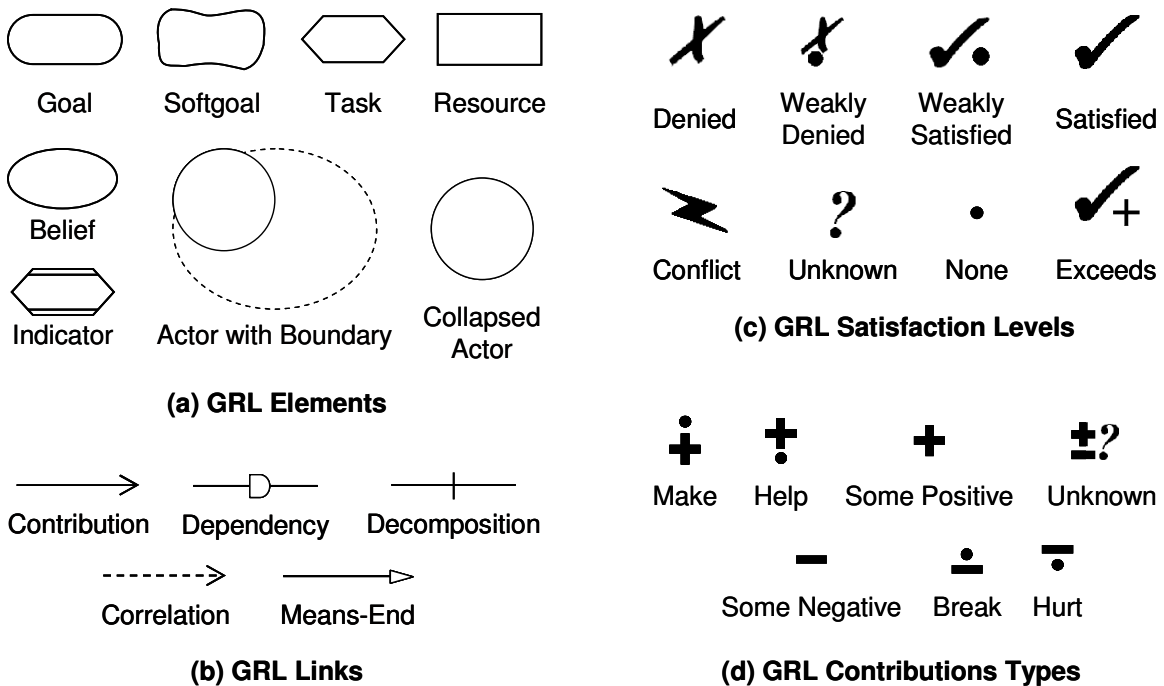 Goal
Softgoal
Task
Resource
Belief
Indicator
Actor with Boundary
Collapsed
Actor
(a) GRL Elements
Contribution
Dependency
Decomposition
Correlation
Means-End
(b) GRL Links
Denied
Weakly
Denied
Weakly
Satisfied
Satisfied
?
Conflict
Unknown
None
Exceeds
(c) GRL Satisfaction Levels
Make
Help
Some Positive
Unknown
Some Negative
Break
Hurt
(d) GRL Contributions Types